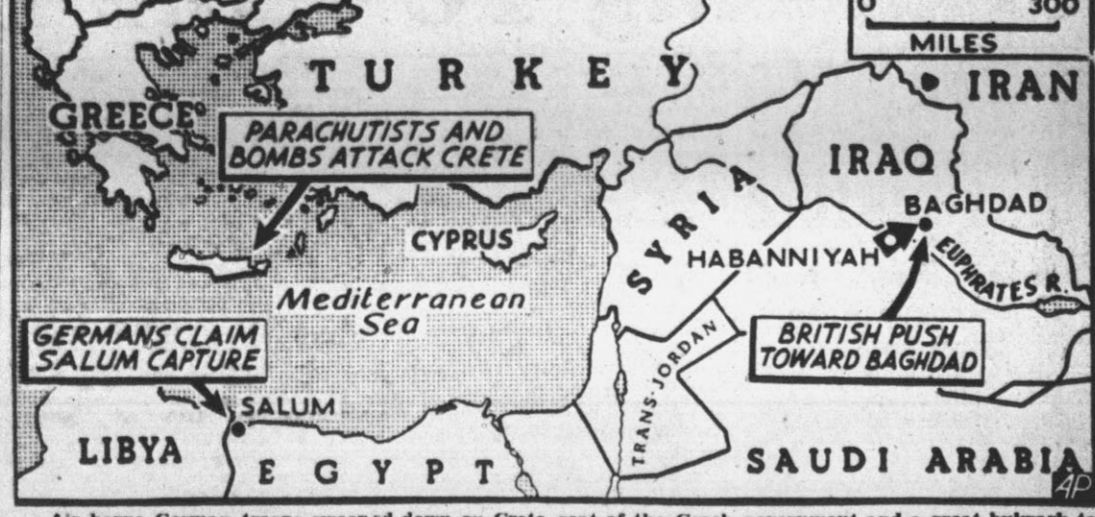 0 300
MILES
TURKEY
IRAN
GREECE
PARACHUTISTS AND
BOMBS ATTACK CRETE
IRAQ
SYRIA
BAGHDAD
CYPRUS
HABANNIYAH
EUPHRATES R.
Mediterranean
Sea
GERMANS CLAIM
SALUM CAPTURE
BRITISH PUSH
TOWARD BAGHDAD
TRANS-JORDAN
SALUM
LIBYA
EGYPT
SAUDI ARABIA
AP